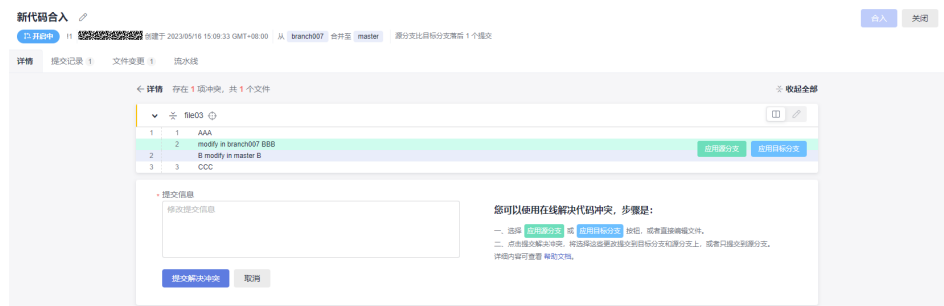 新代码合入
合入 关闭
开启中 创建于 2023/05/16 15:09:33 GMT+08:00 从 branch007 合并至 master 源分支比目标分支落后 1 个提交
详情 提交记录 1 文件变更 1 流水线
详情 存在 1 项冲突，共 1 个文件 收起全部
file03
1 1 AAA
2 modify in branch007 BBB
2 B modify in master B
应用源分支 应用目标分支
3 3 CCC
* 提交信息
修改提交信息
您可以使用在线解决代码冲突，步骤是：
一、选择 应用源分支 或 应用目标分支 按钮，或者直接编辑文件。
二、点击提交解决冲突，将选择这些更改提交到目标分支和源分支上，或者只提交到源分支。
详细内容可查看 帮助文档。
提交解决冲突 取消